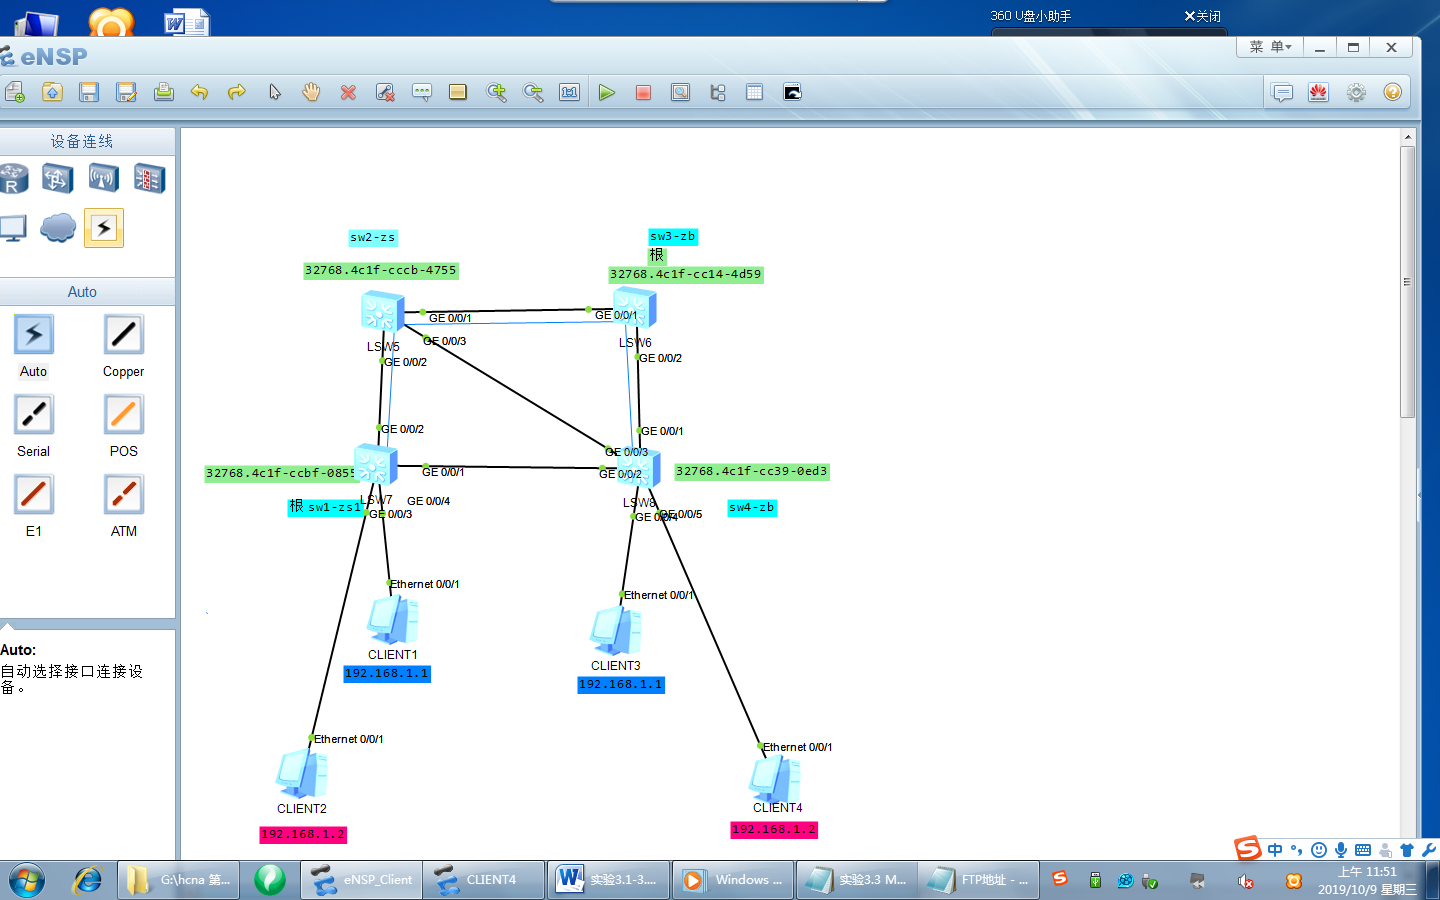 360 U盘小助手
✕关闭
eNSP
菜 单
设备连线
R
1:1
Auto
Auto
Copper
Serial
POS
E1
ATM
Auto:
自动选择接口连接设
备。
sw2-zs
32768.4c1f-cccb-4755
sw3-zb
根
32768.4c1f-cc14-4d59
GE 0/0/1
GE 0/0/1
GE 0/0/3
LSW5
LSW6
GE 0/0/2
GE 0/0/2
GE 0/0/2
GE 0/0/1
GE 0/0/3
32768.4c1f-ccbf-0855
GE 0/0/1
GE 0/0/2
32768.4c1f-cc39-0ed3
根 sw1-zs1
LSW7
GE 0/0/4
GE 0/0/3
LSW8
GE 0/0/4
GE 0/0/5
sw4-zb
Ethernet 0/0/1
Ethernet 0/0/1
CLIENT1
192.168.1.1
CLIENT3
192.168.1.1
Ethernet 0/0/1
Ethernet 0/0/1
CLIENT2
192.168.1.2
CLIENT4
192.168.1.2
中
G:\hcna 第...
eNSP_Client
CLIENT4
实验3.1-3....
Windows ...
实验3.3 M...
FTP地址 - ...
上午 11:51
2019/10/9 星期三